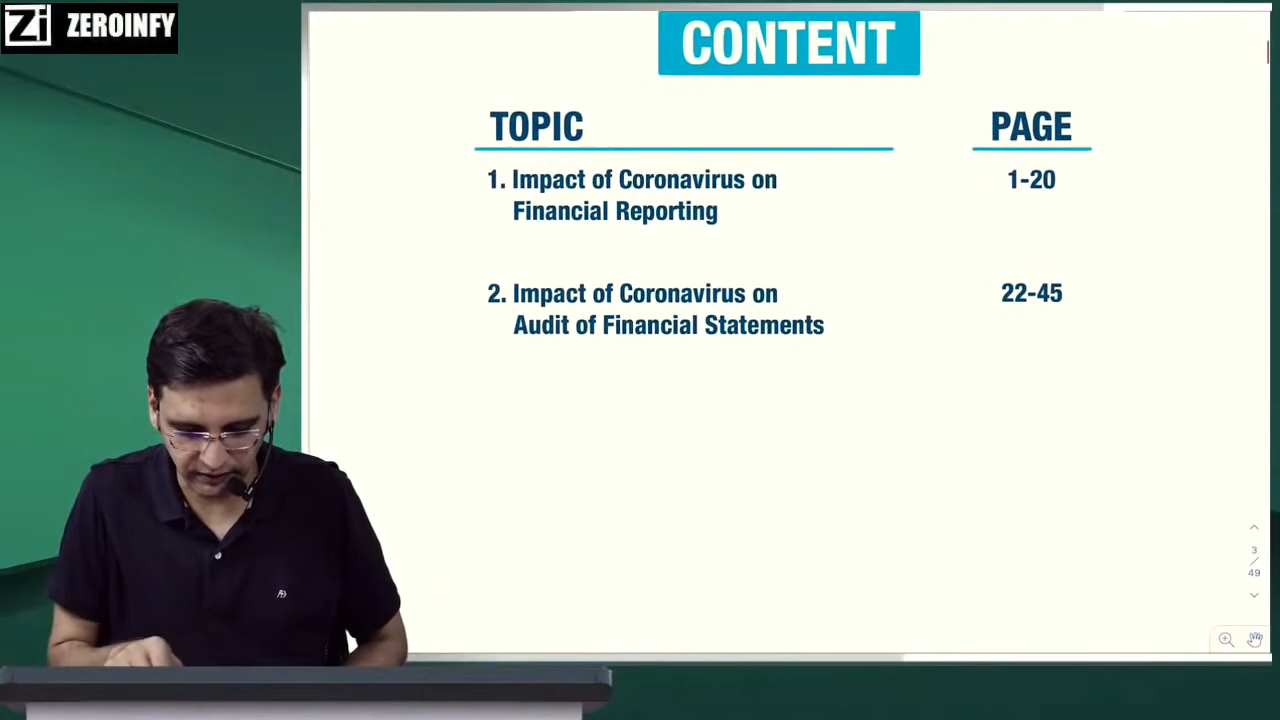 Zi ZEROINFY
CONTENT
TOPIC PAGE
1. Impact of Coronavirus on 1-20
Financial Reporting
2. Impact of Coronavirus on 22-45
Audit of Financial Statements
3
/
49